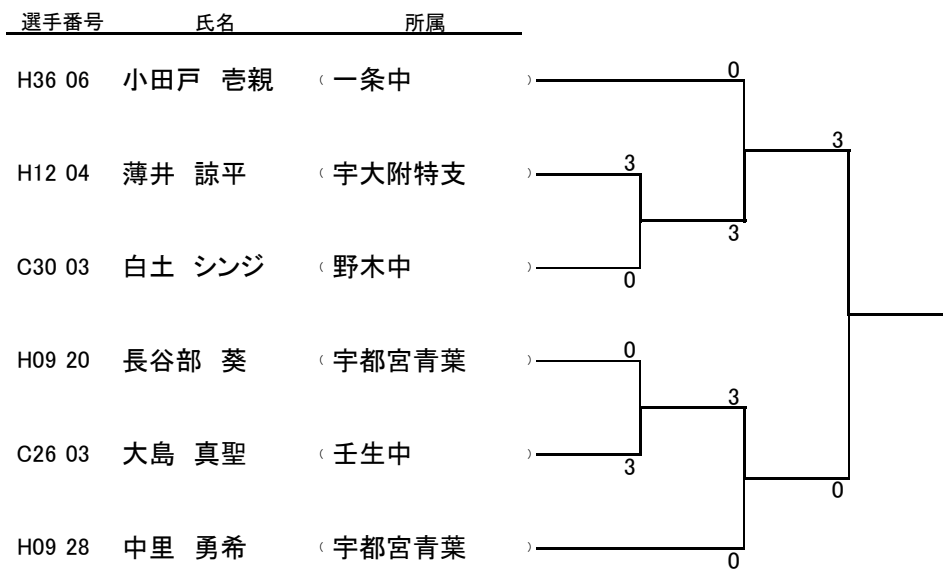 選手番号 氏名 所属
0
H36 06 小田戸 壱親 ( 一条中 )
3
3
H12 04 薄井 諒平 ( 宇大附特支 )
3
C30 03 白土 シンジ ( 野木中 )
0
0
H09 20 長谷部 葵 ( 宇都宮青葉 )
3
C26 03 大島 真聖 ( 壬生中 )
3
0
H09 28 中里 勇希 ( 宇都宮青葉 )
0